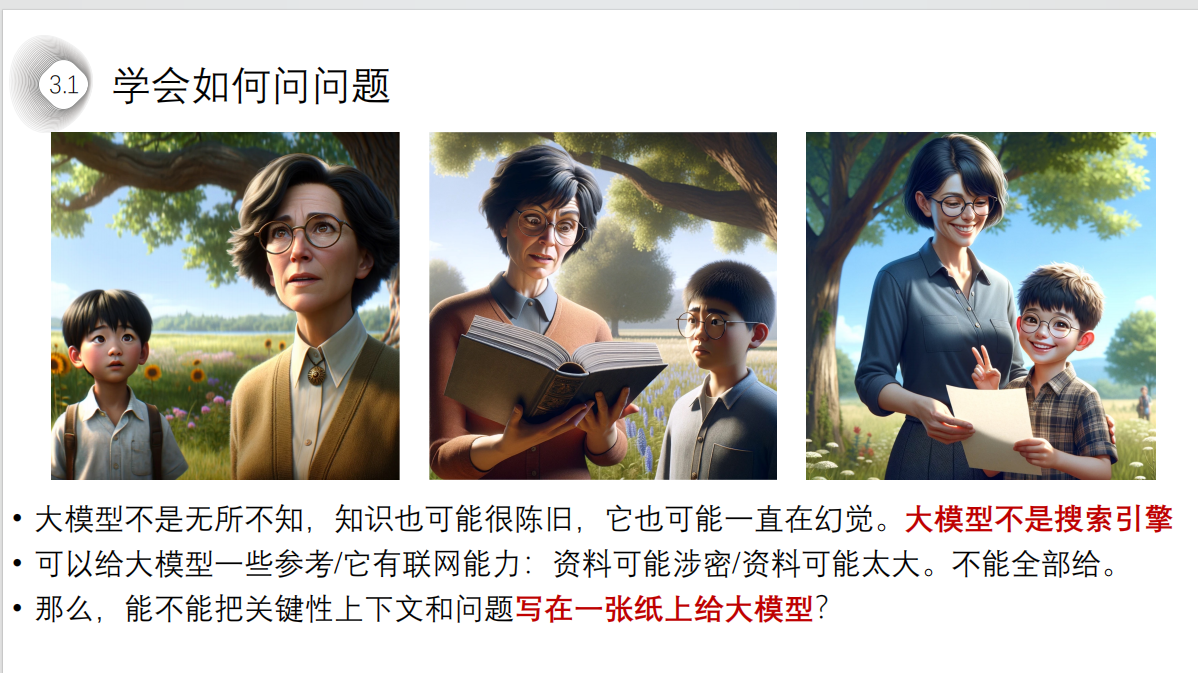 3.1
学会如何问问题
• 大模型不是无所不知，知识也可能很陈旧，它也可能一直在幻觉。大模型不是搜索引擎
• 可以给大模型一些参考/它有联网能力：资料可能涉密/资料可能太大。不能全部给。
• 那么，能不能把关键性上下文和问题写在一张纸上给大模型？